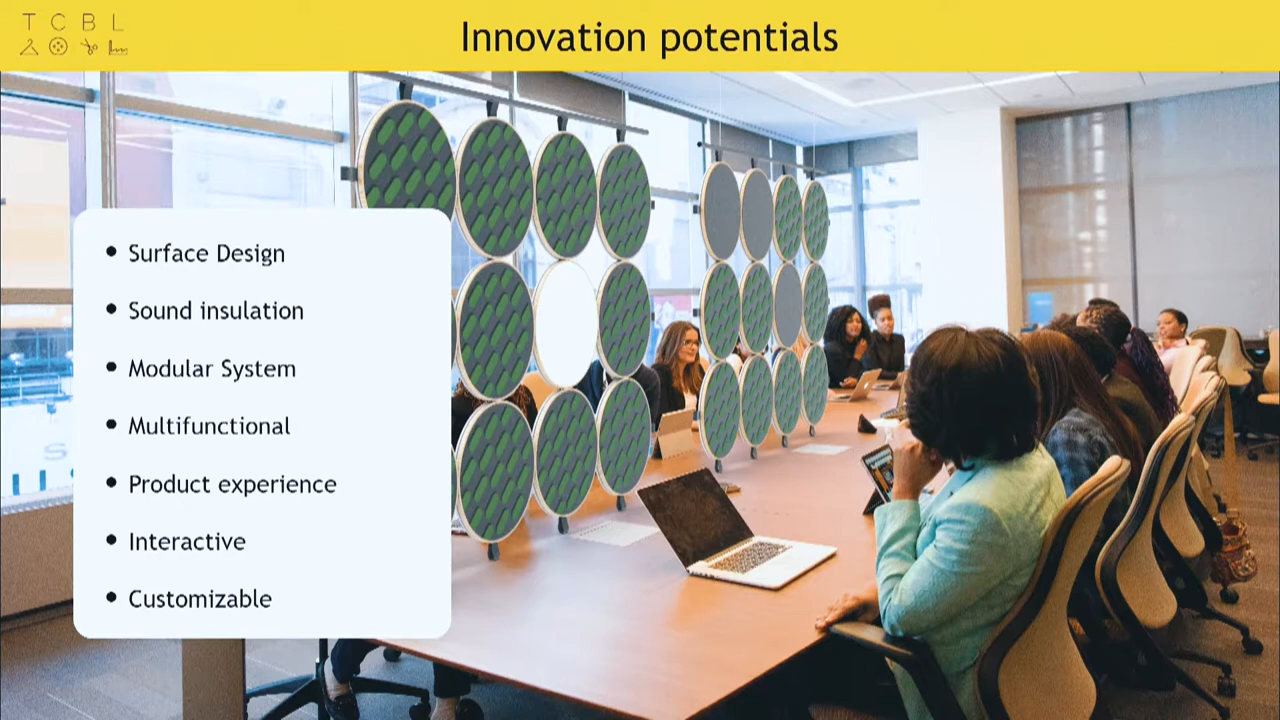 TCBL
Innovation potentials
Surface Design
Sound insulation
Modular System
Multifunctional
Product experience
Interactive
Customizable